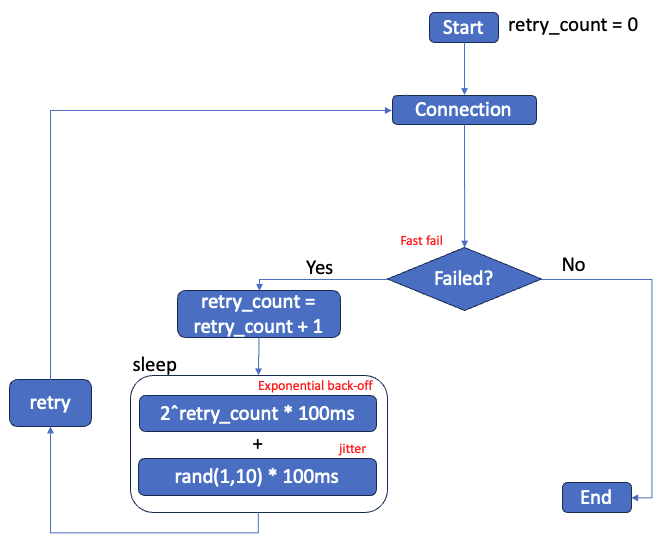 Start
retry_count = 0
Connection
Fast fail
Failed?
Yes
No
retry_count =
retry_count + 1
sleep
Exponential back-off
2^retry_count * 100ms
+
jitter
rand(1,10) * 100ms
retry
End